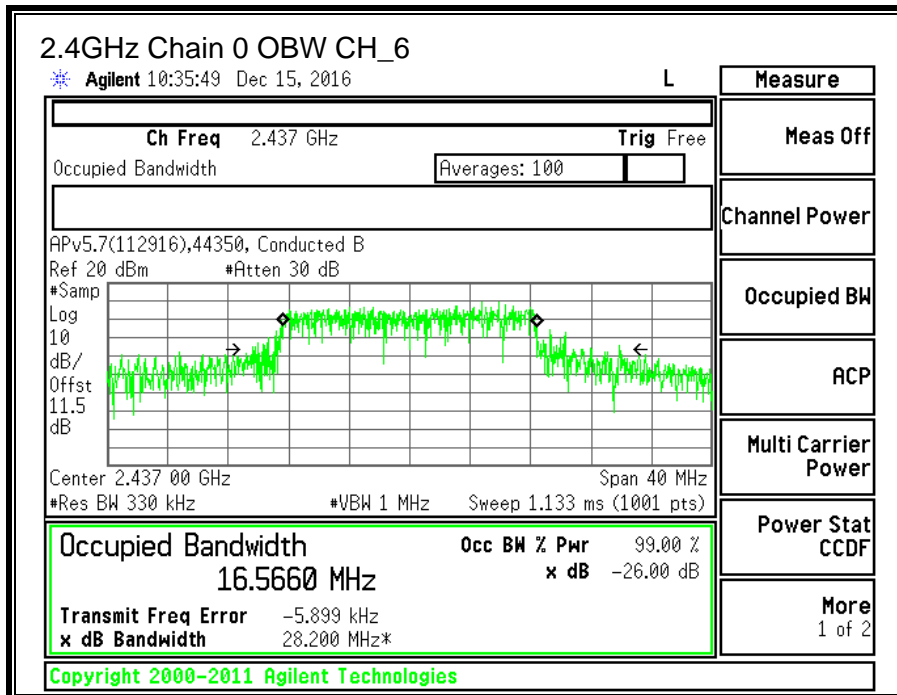 2.4GHz Chain 0 OBW CH_6
Agilent 10:35:49 Dec 15, 2016 L
Measure
Ch Freq 2.437 GHz Trig Free
Occupied Bandwidth Averages: 100
APv5.7(112916),44350, Conducted B
Ref 20 dBm #Atten 30 dB
#Samp
Log
10
dB/
Offst
11.5
dB
Center 2.437 00 GHz Span 40 MHz
#Res BW 330 kHz #VBW 1 MHz Sweep 1.133 ms (1001 pts)
Occupied Bandwidth Occ BW % Pwr 99.00 %
16.5660 MHz x dB -26.00 dB
Transmit Freq Error -5.899 kHz
x dB Bandwidth 28.200 MHz*
Copyright 2000-2011 Agilent Technologies
Meas Off
Channel Power
Occupied BW
ACP
Multi Carrier
Power
Power Stat
CCDF
More
1 of 2